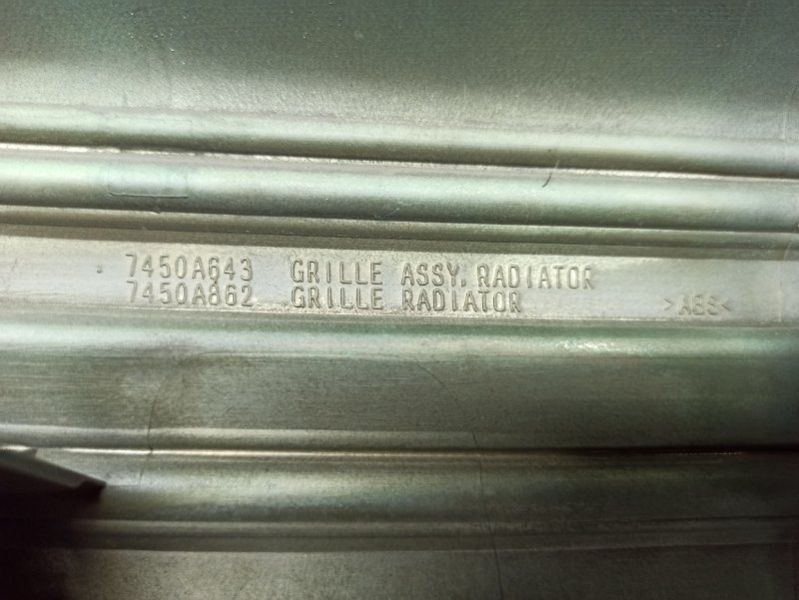 7450A643 GRILLE ASSY, RADIATOR
7450A862 GRILLE RADIATOR >ABS<